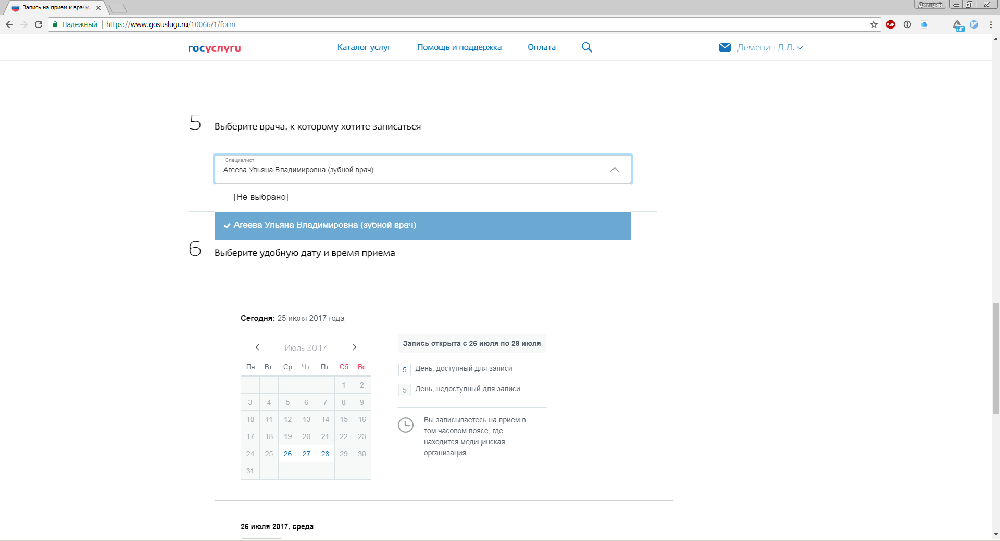 Запись на прием к врачу.
Дмитрий
Надежный
https://www.gosuslugi.ru/10066/1/form
ABP
off
госуслуги
Каталог услуг
Помощь и поддержка
Оплата
Деменин Д.Л.
5
Выберите врача, к которому хотите записаться
Специалист
Агеева Ульяна Владимировна (зубной врач)
[Не выбрано]
Агеева Ульяна Владимировна (зубной врач)
6
Выберите удобную дату и время приема
Сегодня: 25 июля 2017 года
Июль 2017
Пн Вт Ср Чт Пт Сб Вс
1 2
3 4 5 6 7 8 9
10 11 12 13 14 15 16
17 18 19 20 21 22 23
24 25 26 27 28 29 30
31
Запись открыта с 26 июля по 28 июля
5 День, доступный для записи
5 День, недоступный для записи
Вы записываетесь на прием в
том часовом поясе, где
находится медицинская
организация
26 июля 2017, среда